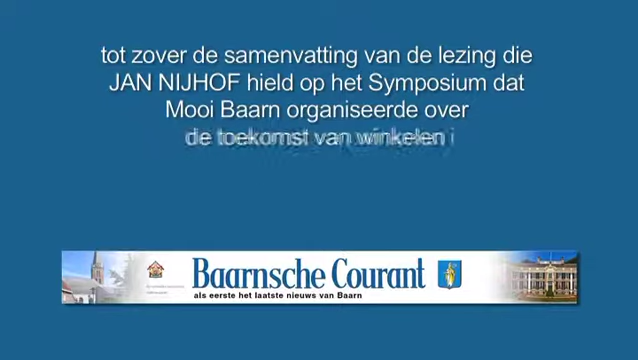 tot zover de samenvatting van de lezing die
JAN NIJHOF hield op het Symposium dat
Mooi Baarn organiseerde over
de toekomst van winkelen i
Baarnsche Courant
als eerste het laatste nieuws van Baarn